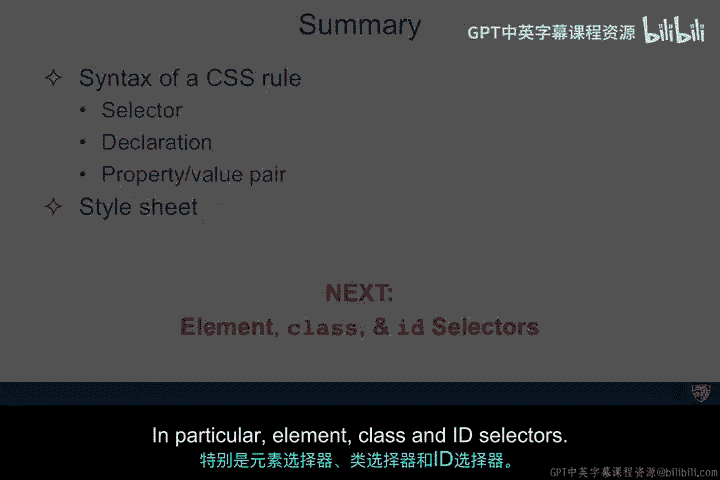 Summary
GPT中英字幕课程资源 bilibili
✧ Syntax of a CSS rule
• Selector
• Declaration
• Property/value pair
✧ Style sheet
NEXT:
Element, class, & id Selectors
In particular, element, class and ID selectors.
特别是元素选择器、类选择器和ID选择器。
GPT中英字幕课程资源@bilibili.com